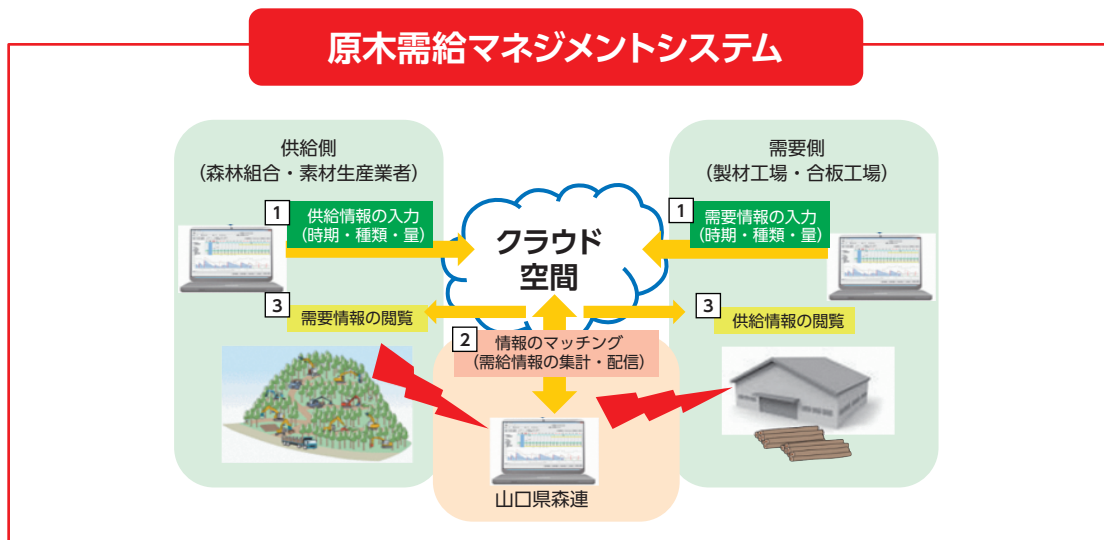 原木需給マネジメントシステム
供給側
(森林組合・素材生産業者)
需要側
(製材工場・合板工場)
1
供給情報の入力
(時期・種類・量)
クラウド
空間
1
需要情報の入力
(時期・種類・量)
3
需要情報の閲覧
2
情報のマッチング
(需給情報の集計・配信)
3
供給情報の閲覧
山口県森連